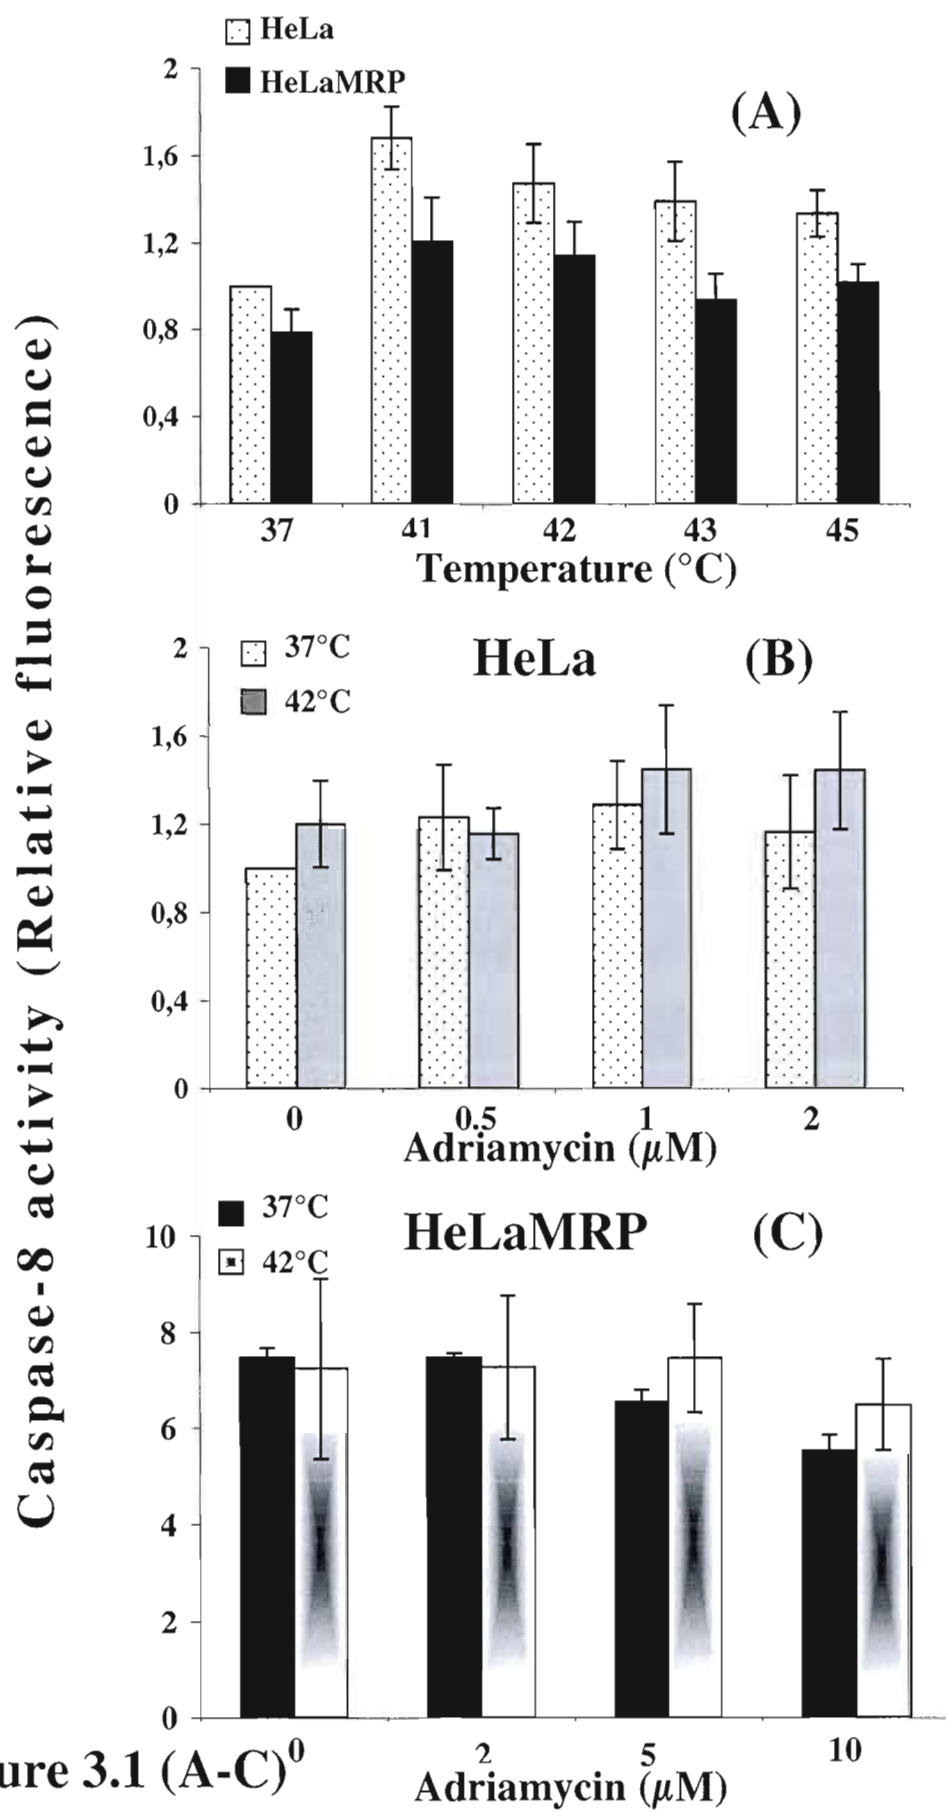 Caspase-8 activity (Relative fluorescence)
HeLa
HeLaMRP
(A)
2
1,6
1,2
0,8
0,4
0
37 41 42 43 45
Temperature (°C)
37°C
42°C
HeLa (B)
2
1,6
1,2
0,8
0,4
0
0 0.5 1 2
Adriamycin (µM)
37°C
42°C
HeLaMRP (C)
10
8
6
4
2
0
0 2 5 10
Adriamycin (µM)
ure 3.1 (A-C)